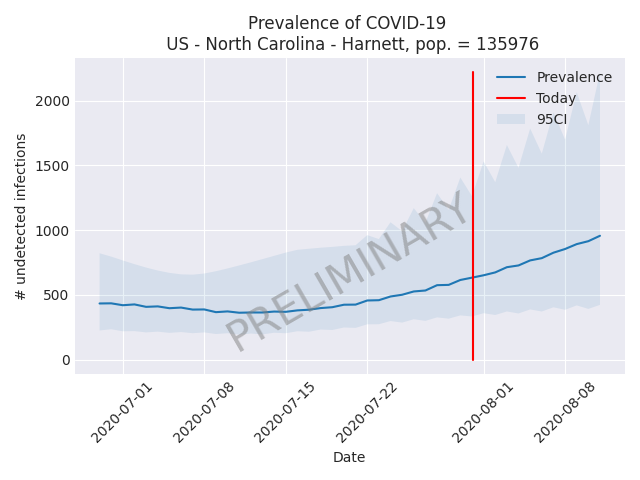 Prevalence of COVID-19
US - North Carolina - Harnett, pop. = 135976
# undetected infections
2000
1500
1000
500
0
Prevalence
Today
95CI
PRELIMINARY
2020-07-01
2020-07-08
2020-07-15
2020-07-22
2020-08-01
2020-08-08
Date